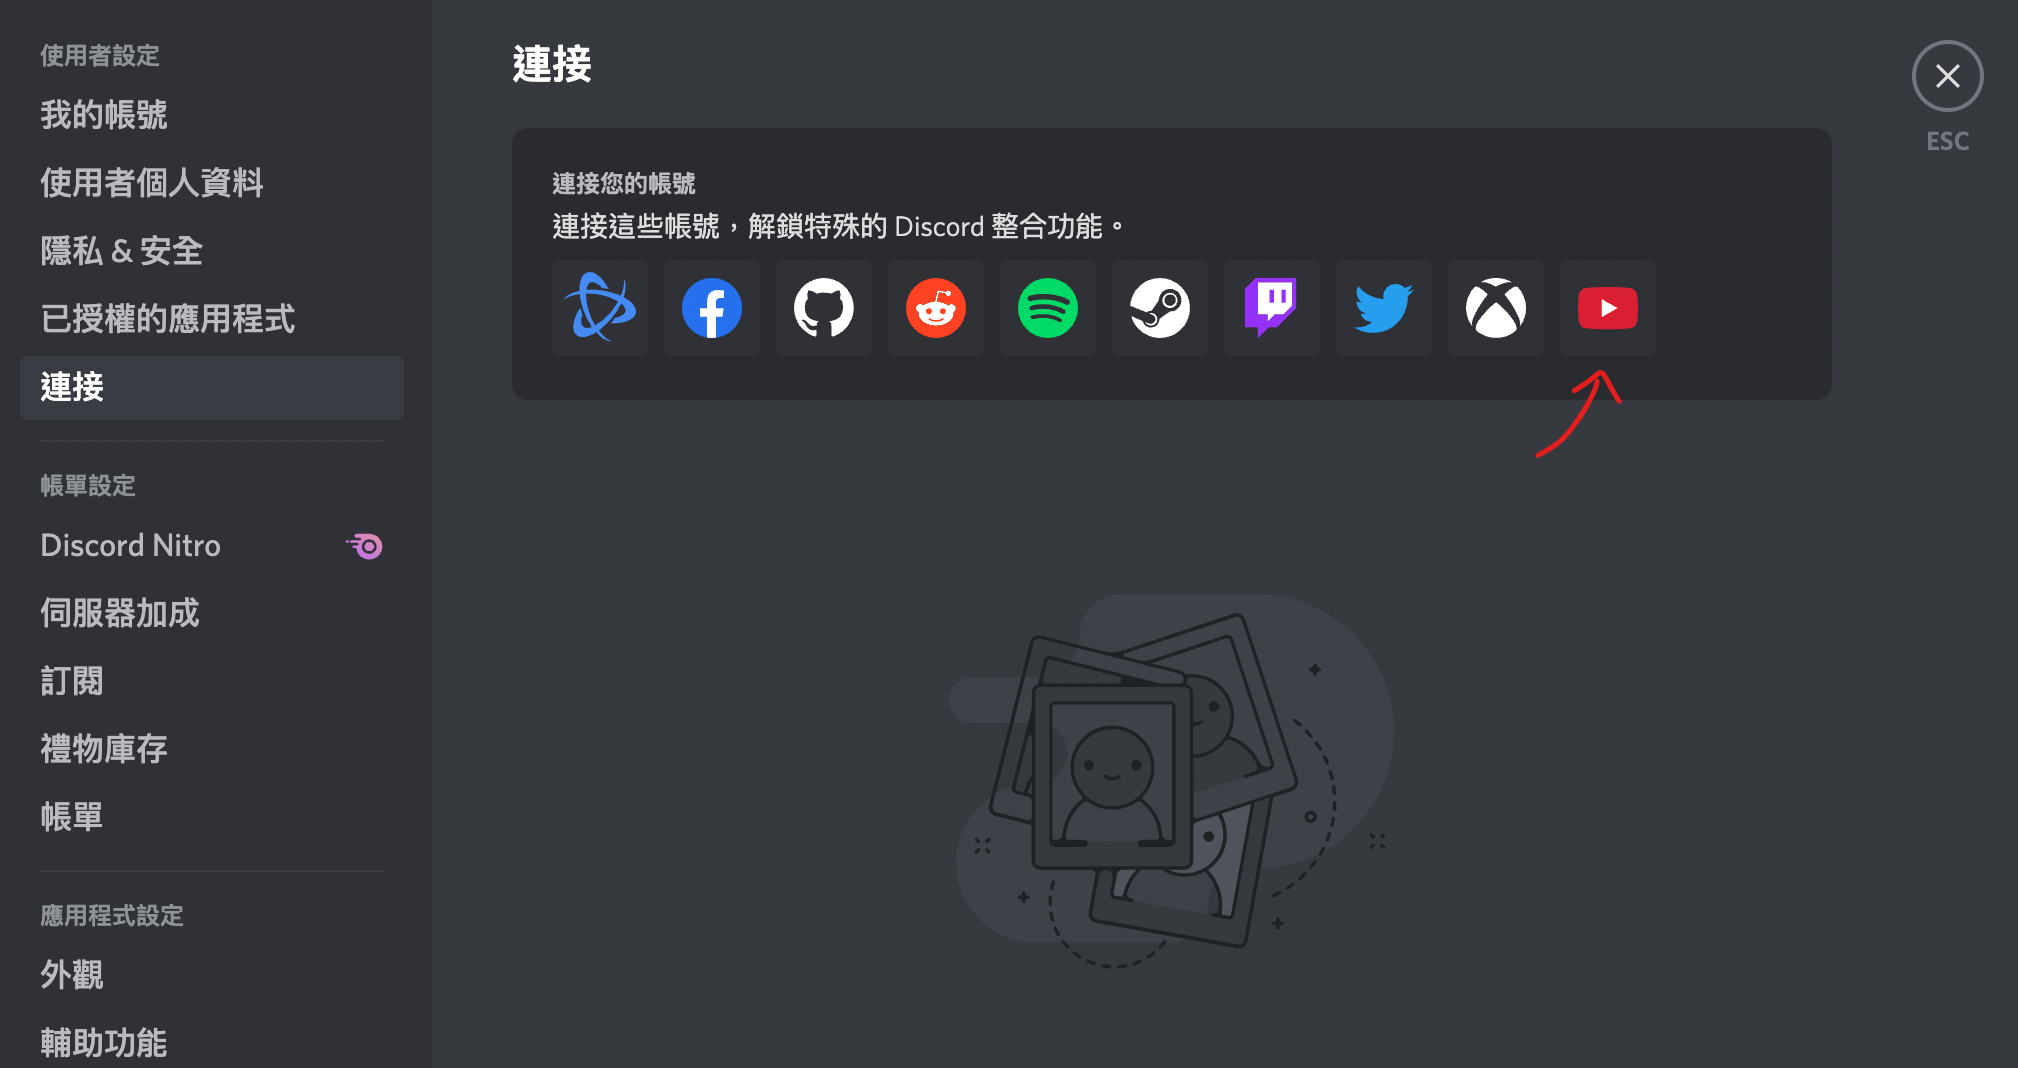 使用者設定
我的帳號
使用者個人資料
隱私 & 安全
已授權的應用程式
連接
帳單設定
Discord Nitro
伺服器加成
訂閱
禮物庫存
帳單
應用程式設定
外觀
輔助功能
連接
連接您的帳號
連接這些帳號，解鎖特殊的 Discord 整合功能。
ESC